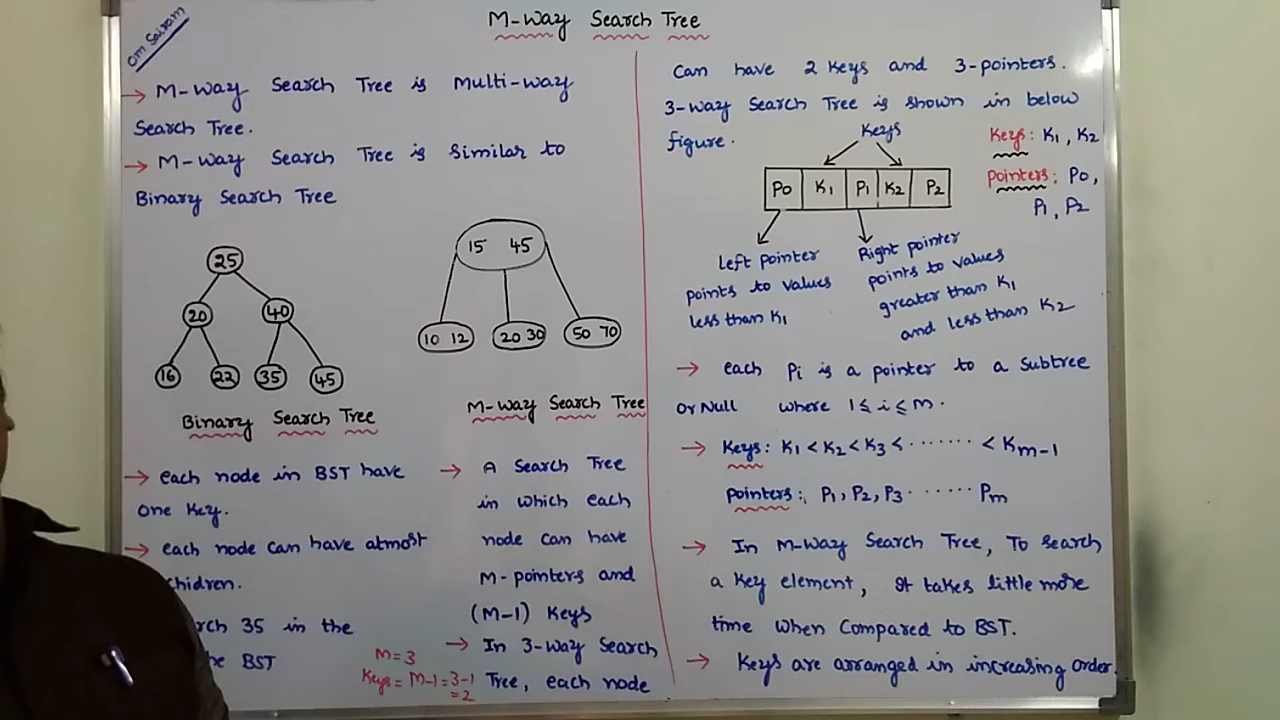 Om Sairam
M-Way Search Tree
→ M-Way Search Tree is Multi-way
Search Tree.
→ M-Way Search Tree is similar to
Binary Search Tree
25
20 40
16 22 35 45
Binary Search Tree
15 45
10 12 20 30 50 70
M-Way Search Tree
→ each node in BST have
one key.
→ each node can have atmost
chidren.
rch 35 in the
BST
→ A Search Tree
in which each
node can have
M-pointers and
(M-1) Keys
→ In 3-way Search
Tree, each node
M=3
Keys = M-1 = 3-1
=2
Can have 2 Keys and 3-pointers.
3-way Search Tree is shown in below
figure.
Keys
Keys: K1, K2
Pointers: P0,
P1, P2
P0 K1 P1 K2 P2
Left pointer
points to values
less than K1
Right pointer
points to values
greater than K1
and less than K2
→ each Pi is a pointer to a subtree
or Null where 1 ≤ i ≤ m.
→ Keys: K1 < K2 < K3 < ........ < Km-1
pointers:, P1, P2, P3 ...... Pm
→ In M-Way Search Tree, To search
a key element, It takes little more
time when compared to BST.
→ Keys are arranged in increasing order.